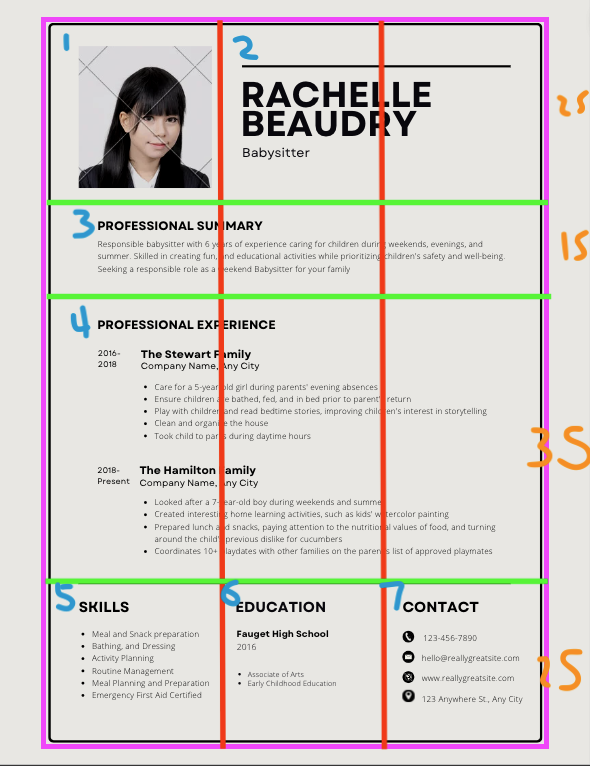 1
2
RACHELLE
BEAUDRY
Babysitter
25
3
PROFESSIONAL SUMMARY
Responsible babysitter with 6 years of experience caring for children during weekends, evenings, and
summer. Skilled in creating fun, and educational activities while prioritizing children's safety and well-being.
Seeking a responsible role as a weekend Babysitter for your family
15
4
PROFESSIONAL EXPERIENCE
2016-
2018
The Stewart Family
Company Name, Any City
• Care for a 5-year old girl during parents' evening absences
• Ensure children are bathed, fed, and in bed prior to parent's return
• Play with children and read bedtime stories, improving children's interest in storytelling
• Clean and organize the house
• Took child to parks during daytime hours
35
2018-
Present
The Hamilton Family
Company Name, Any City
• Looked after a 7-year-old boy during weekends and summer
• Created interesting home learning activities, such as kids' watercolor painting
• Prepared lunch and snacks, paying attention to the nutritional values of food, and turning
around the child's previous dislike for cucumbers
• Coordinates 10+ playdates with other families on the parents list of approved playmates
5
SKILLS
• Meal and Snack preparation
• Bathing, and Dressing
• Activity Planning
• Routine Management
• Meal Planning and Preparation
• Emergency First Aid Certified
6
EDUCATION
Fauget High School
2016
• Associate of Arts
• Early Childhood Education
7
CONTACT
123-456-7890
hello@reallygreatsite.com
www.reallygreatsite.com
123 Anywhere St., Any City
25